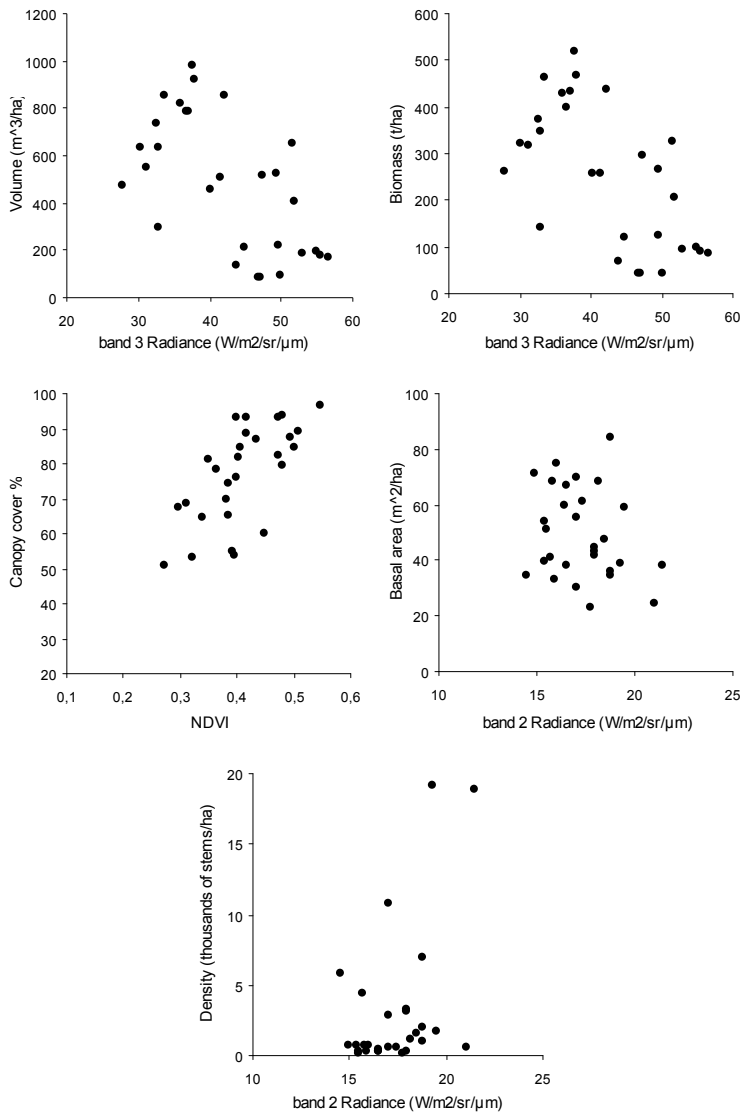 1200
1000
800
600
400
200
0
Volume (m^3/ha)
20 30 40 50 60
band 3 Radiance (W/m2/sr/µm)
600
500
400
300
200
100
0
Biomass (t/ha)
20 30 40 50 60
band 3 Radiance (W/m2/sr/µm)
100
90
80
70
60
50
40
30
20
Canopy cover %
0,1 0,2 0,3 0,4 0,5 0,6
NDVI
100
80
60
40
20
0
Basal area (m^2/ha)
10 15 20 25
band 2 Radiance (W/m2/sr/µm)
20
15
10
5
0
Density (thousands of stems/ha)
10 15 20 25
band 2 Radiance (W/m2/sr/µm)